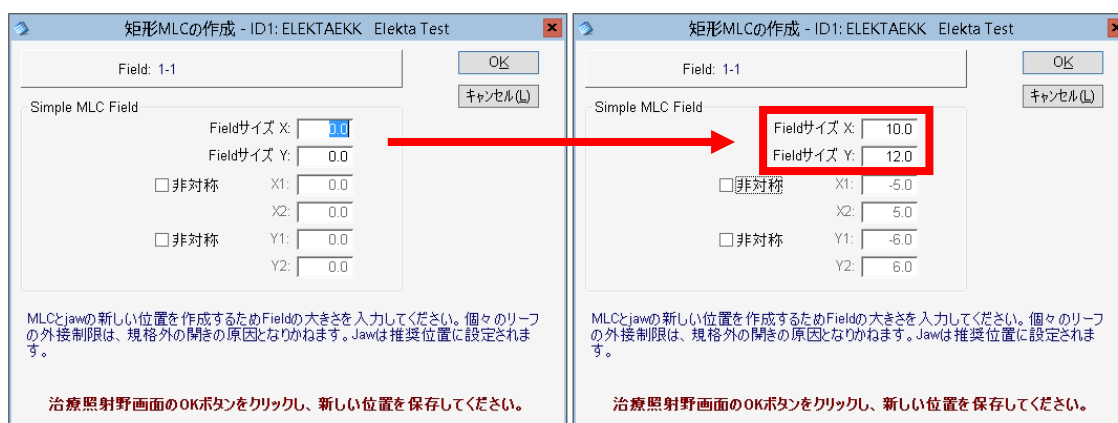 矩形MLCの作成 - ID1: ELEKTAEKK Elekta Test
Field: 1-1
OK
キャンセル(L)
Simple MLC Field
Fieldサイズ X: 0.0
Fieldサイズ Y: 0.0
非対称 X1: 0.0
X2: 0.0
非対称 Y1: 0.0
Y2: 0.0
MLCとjawの新しい位置を作成するためFieldの大きさを入力してください。個々のリーフ
の外接制限は、規格外の開きの原因となりかねます。Jawは推奨位置に設定されま
す。
治療照射野画面のOKボタンをクリックし、新しい位置を保存してください。
矩形MLCの作成 - ID1: ELEKTAEKK Elekta Test
Field: 1-1
OK
キャンセル(L)
Simple MLC Field
Fieldサイズ X: 10.0
Fieldサイズ Y: 12.0
非対称 X1: -5.0
X2: 5.0
非対称 Y1: -6.0
Y2: 6.0
MLCとjawの新しい位置を作成するためFieldの大きさを入力してください。個々のリーフ
の外接制限は、規格外の開きの原因となりかねます。Jawは推奨位置に設定されま
す。
治療照射野画面のOKボタンをクリックし、新しい位置を保存してください。